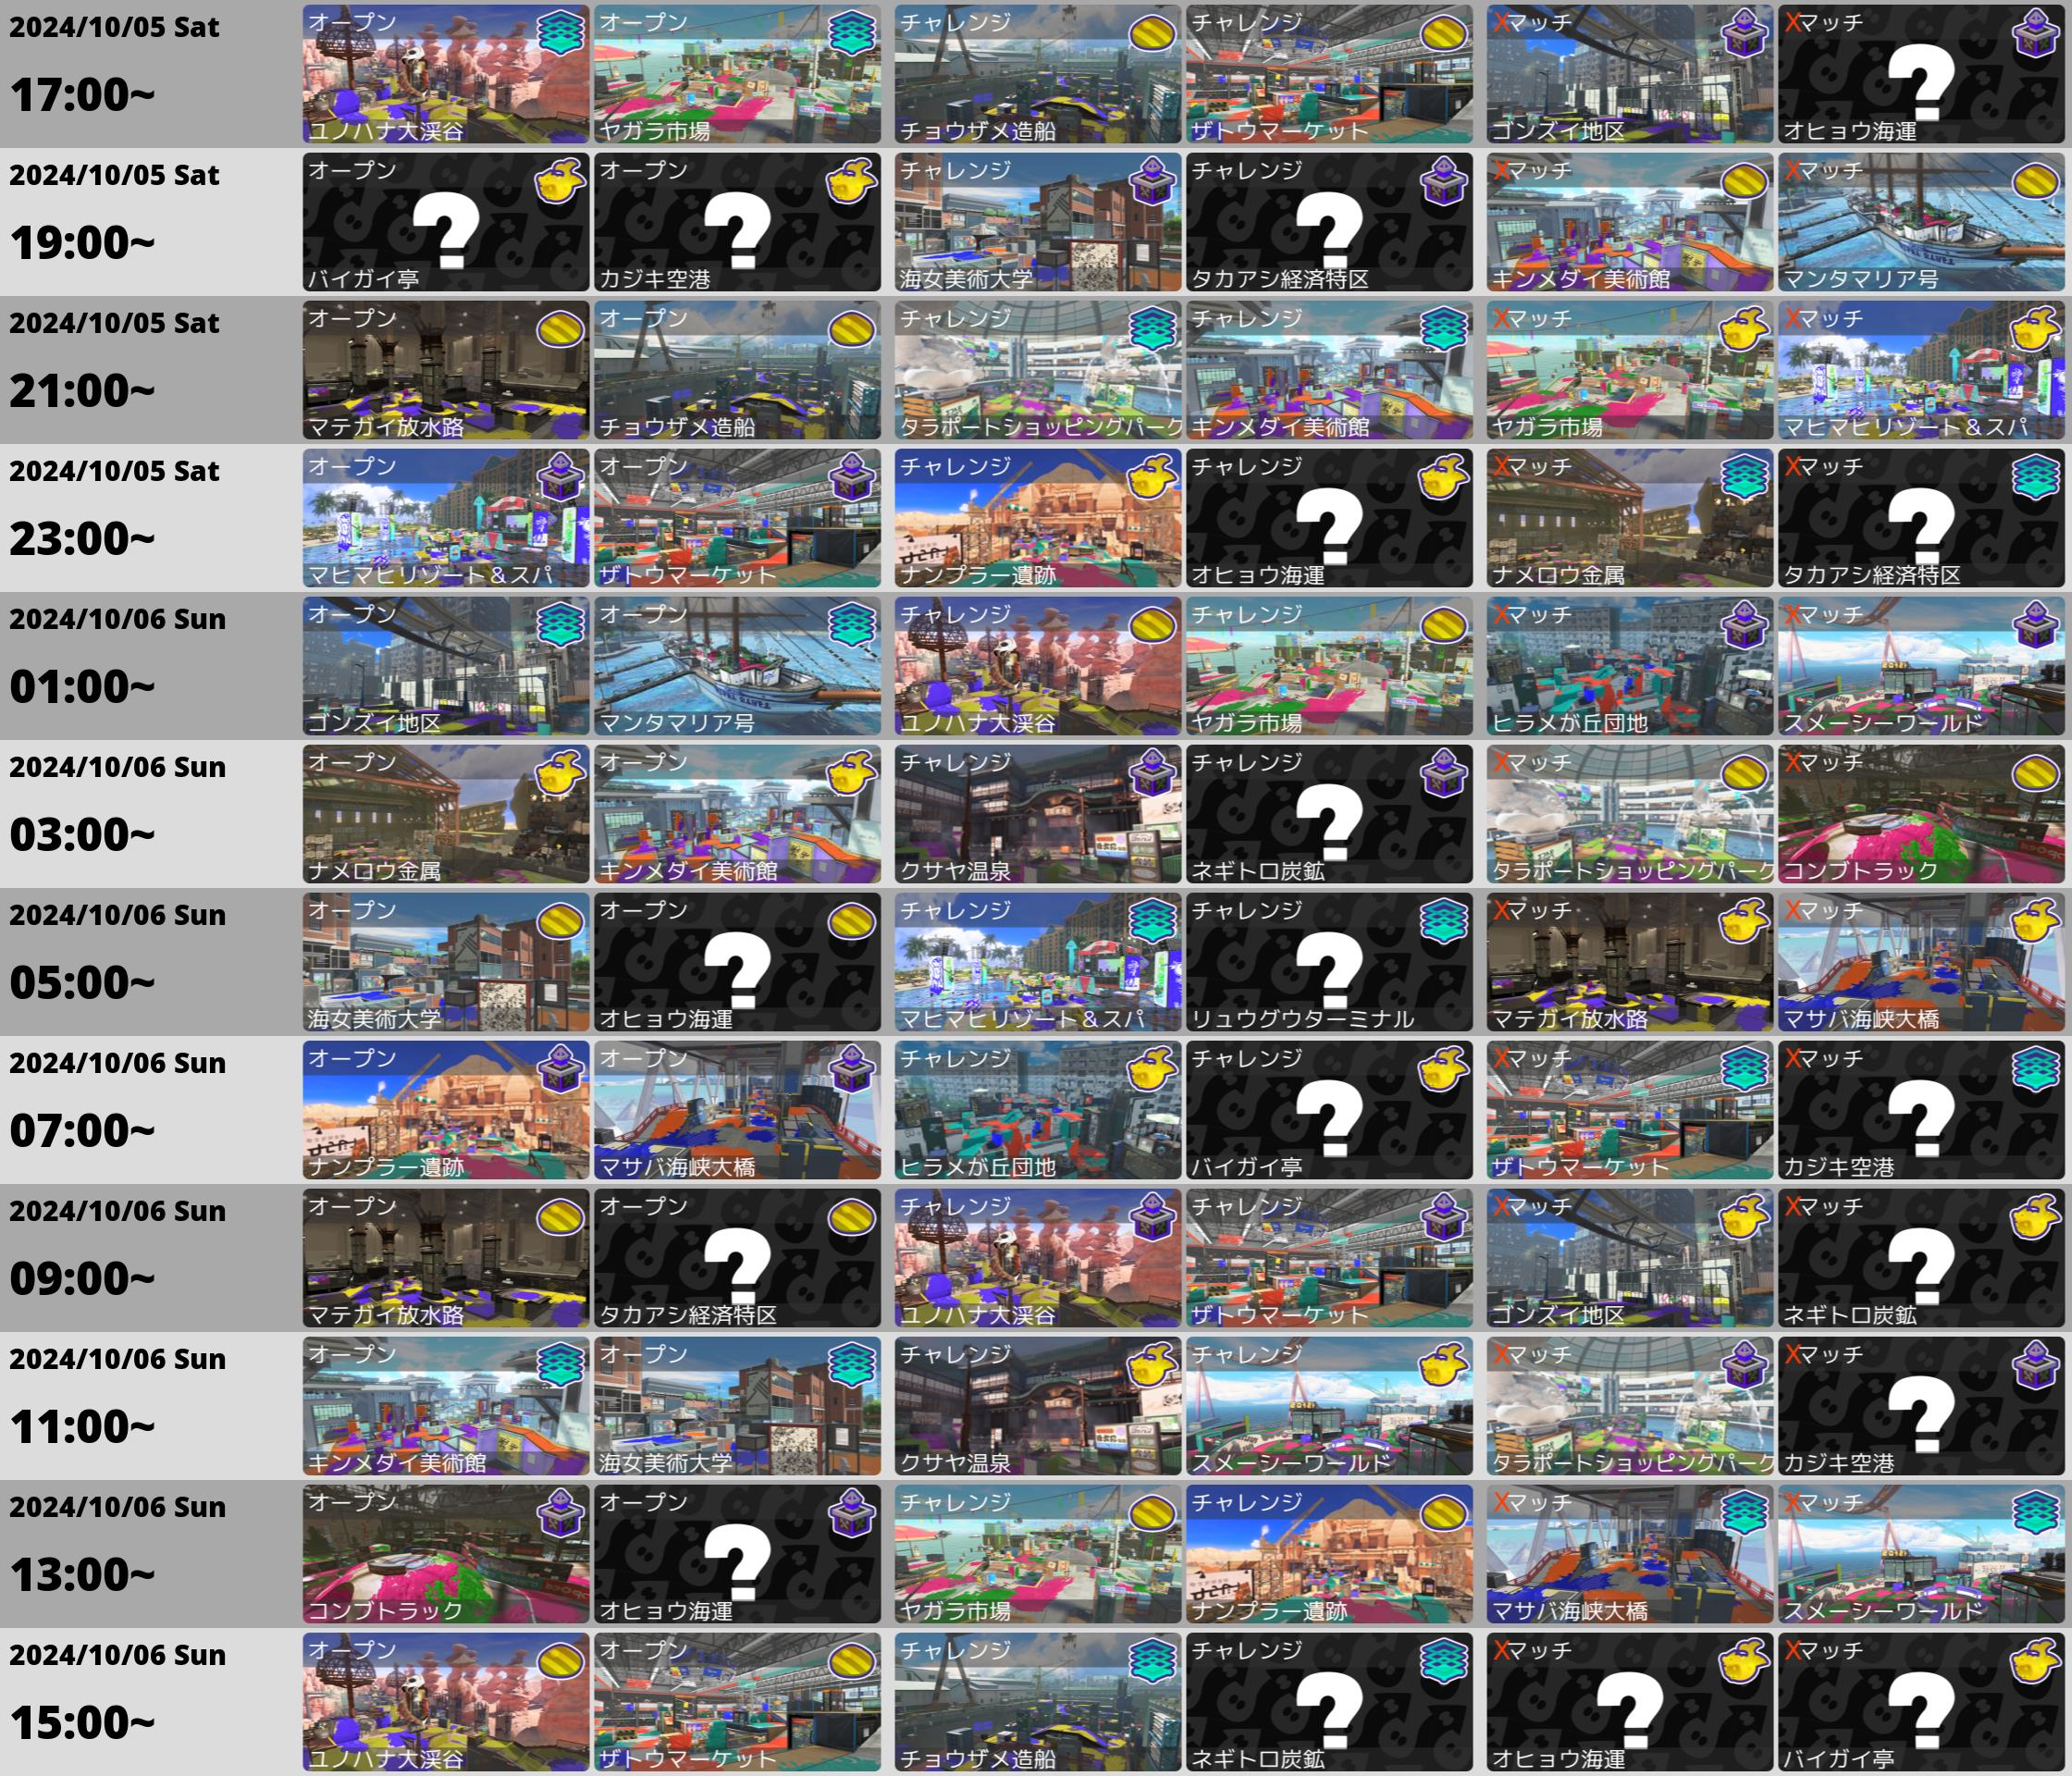 2024/10/05 Sat
17:00~
オープン
ユノハナ大渓谷
オープン
ヤガラ市場
チャレンジ
チョウザメ造船
チャレンジ
ザトウマーケット
Xマッチ
ゴンズイ地区
Xマッチ
オヒョウ海運
2024/10/05 Sat
19:00~
オープン
バイガイ亭
オープン
カジキ空港
チャレンジ
海女美術大学
チャレンジ
タカアシ経済特区
Xマッチ
キンメダイ美術館
Xマッチ
マンタマリア号
2024/10/05 Sat
21:00~
オープン
マテガイ放水路
オープン
チョウザメ造船
チャレンジ
タラポートショッピングパーク
チャレンジ
キンメダイ美術館
Xマッチ
ヤガラ市場
Xマッチ
マヒマヒリゾート&スパ
2024/10/05 Sat
23:00~
オープン
マヒマヒリゾート&スパ
オープン
ザトウマーケット
チャレンジ
ナンプラー遺跡
チャレンジ
オヒョウ海運
Xマッチ
ナメロウ金属
Xマッチ
タカアシ経済特区
2024/10/06 Sun
01:00~
オープン
ゴンズイ地区
オープン
マンタマリア号
チャレンジ
ユノハナ大渓谷
チャレンジ
ヤガラ市場
Xマッチ
ヒラメが丘団地
Xマッチ
スメーシーワールド
2024/10/06 Sun
03:00~
オープン
ナメロウ金属
オープン
キンメダイ美術館
チャレンジ
クサヤ温泉
チャレンジ
ネギトロ炭鉱
Xマッチ
タラポートショッピングパーク
Xマッチ
コンブトラック
2024/10/06 Sun
05:00~
オープン
海女美術大学
オープン
オヒョウ海運
チャレンジ
マヒマヒリゾート&スパ
チャレンジ
リュウグウターミナル
Xマッチ
マテガイ放水路
Xマッチ
マサバ海峡大橋
2024/10/06 Sun
07:00~
オープン
ナンプラー遺跡
オープン
マサバ海峡大橋
チャレンジ
ヒラメが丘団地
チャレンジ
バイガイ亭
Xマッチ
ザトウマーケット
Xマッチ
カジキ空港
2024/10/06 Sun
09:00~
オープン
マテガイ放水路
オープン
タカアシ経済特区
チャレンジ
ユノハナ大渓谷
チャレンジ
ザトウマーケット
Xマッチ
ゴンズイ地区
Xマッチ
ネギトロ炭鉱
2024/10/06 Sun
11:00~
オープン
キンメダイ美術館
オープン
海女美術大学
チャレンジ
クサヤ温泉
チャレンジ
スメーシーワールド
Xマッチ
タラポートショッピングパーク
Xマッチ
カジキ空港
2024/10/06 Sun
13:00~
オープン
コンブトラック
オープン
オヒョウ海運
チャレンジ
ヤガラ市場
チャレンジ
ナンプラー遺跡
Xマッチ
マサバ海峡大橋
Xマッチ
スメーシーワールド
2024/10/06 Sun
15:00~
オープン
ユノハナ大渓谷
オープン
ザトウマーケット
チャレンジ
チョウザメ造船
チャレンジ
ネギトロ炭鉱
Xマッチ
オヒョウ海運
Xマッチ
バイガイ亭